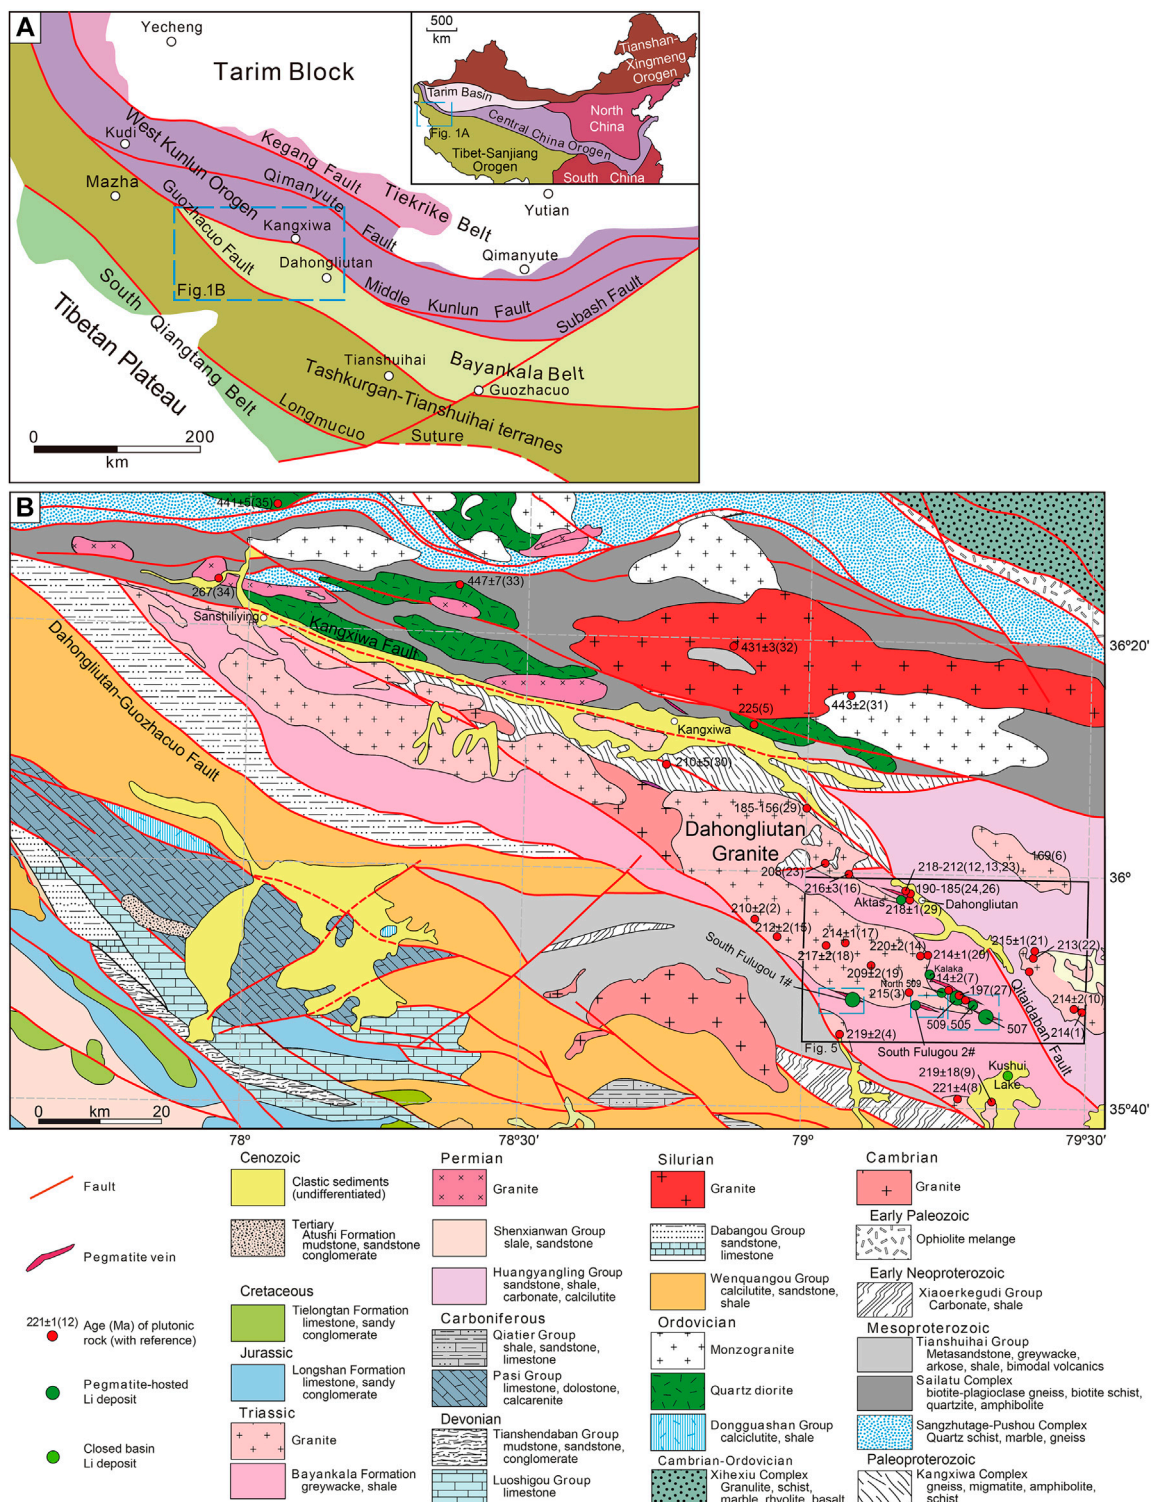 A
Yecheng
Tarim Block
500
km
Tianshan-
Xingmeng
Orogen
Tarim Basin
North
China
Central China Orogen
Fig. 1A
Tibet-Sanjiang
Orogen
South China
Kudi
West Kunlun Orogen
Kegang Fault
Mazha
Qimanyute
Fault
Tiekrike
Belt
Yutian
Guozhacuo Fault
Kangxiwa
Qimanyute
Dahongliutan
Fig.1B
Middle Kunlun Fault
Subash Fault
South Qiangtang Belt
Tibetan Plateau
Tianshuihai
Bayankala Belt
Guozhacuo
Tashkurgan-Tianshuihai terranes
Longmucuo Suture
0 200
km
B
441±5(35)
447±7(33)
267(34)
Sanshiliying
Kangxiwa Fault
431±3(32)
36°20'
Dahongliutan-Guozhacuo Fault
225(5)
443±2(31)
Kangxiwa
210±5(30)
185-156(29)
Dahongliutan
Granite
169(6)
208(23)
218-212(12,13,23)
36°
216±3(16)
190-185(24,26)
Aktas
Dahongliutan
218±1(29)
210±2(2)
212±2(15)
214±1(17)
220±2(14)
215±1(21)
213(22)
217±2(18)
214±1(29)
South Fulugou 1#
209±2(19)
Kalaka
214±2(7)
North 509
215(3)
197(27)
Qitaidaban Fault
214±2(10)
509
505
507
214(1)
219±2(4)
Fig. 5
South Fulugou 2#
219±18(9)
Kushui
Lake
221±4(8)
0 km 20
35°40'
78°
78°50'
79°
79°30'
Fault
Pegmatite vein
221±1(12)
Age (Ma) of plutonic
rock (with reference)
Pegmatite-hosted
Li deposit
Closed basin
Li deposit
Cenozoic
Clastic sediments
(undifferentiated)
Tertiary
Atushi Formation
mudstone, sandstone
conglomerate
Cretaceous
Tielongtan Formation
limestone, sandy
conglomerate
Jurassic
Longshan Formation
limestone, sandy
conglomerate
Triassic
Granite
Bayankala Formation
greywacke, shale
Permian
Granite
Shenxianwan Group
slale, sandstone
Huangyangling Group
sandstone, shale,
carbonate, calcilutite
Carboniferous
Qiatier Group
shale, sandstone,
limestone
Pasi Group
limestone, dolostone,
calcarenite
Devonian
Tianshendaban Group
mudstone, sandstone,
conglomerate
Luoshigou Group
limestone
Silurian
Granite
Dabangou Group
sandstone,
limestone
Wenquangou Group
calcilutite, sandstone,
shale
Ordovician
Monzogranite
Quartz diorite
Dongguashan Group
calciclutite, shale
Cambrian-Ordovician
Xihexiu Complex
Granulite, schist,
marble, rhyolite, basalt
Cambrian
Granite
Early Paleozoic
Ophiolite melange
Early Neoproterozoic
Xiaoerkegudi Group
Carbonate, shale
Mesoproterozoic
Tianshuihai Group
Metasandstone, greywacke,
arkose, shale, bimodal volcanics
Sailatu Complex
biotite-plagioclase gneiss, biotite schist,
quartzite, amphibolite
Sangzhutage-Pushou Complex
Quartz schist, marble, gneiss
Paleoproterozoic
Kangxiwa Complex
gneiss, migmatite, amphibolite,
schist